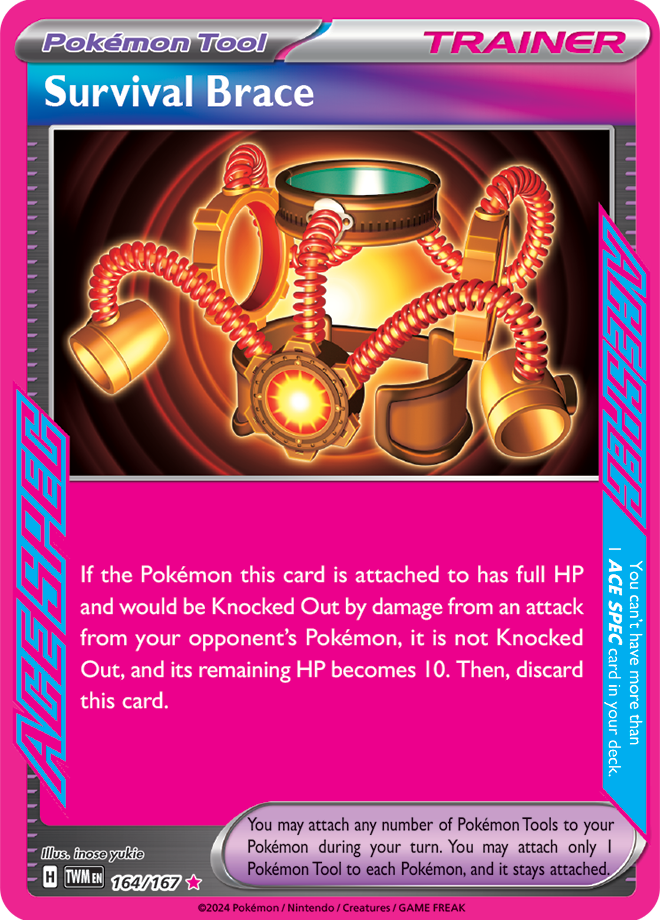 Pokémon Tool
TRAINER
Survival Brace
ACE SPEC
ACE SPEC
If the Pokémon this card is attached to has full HP
and would be Knocked Out by damage from an attack
from your opponent's Pokémon, it is not Knocked
Out, and its remaining HP becomes 10. Then, discard
this card.
You can't have more than
1 ACE SPEC card in your deck.
You may attach any number of Pokémon Tools to your
Pokémon during your turn. You may attach only 1
Pokémon Tool to each Pokémon, and it stays attached.
Illus. inose yukie
H TWM EN 164/167
©2024 Pokémon / Nintendo / Creatures / GAME FREAK